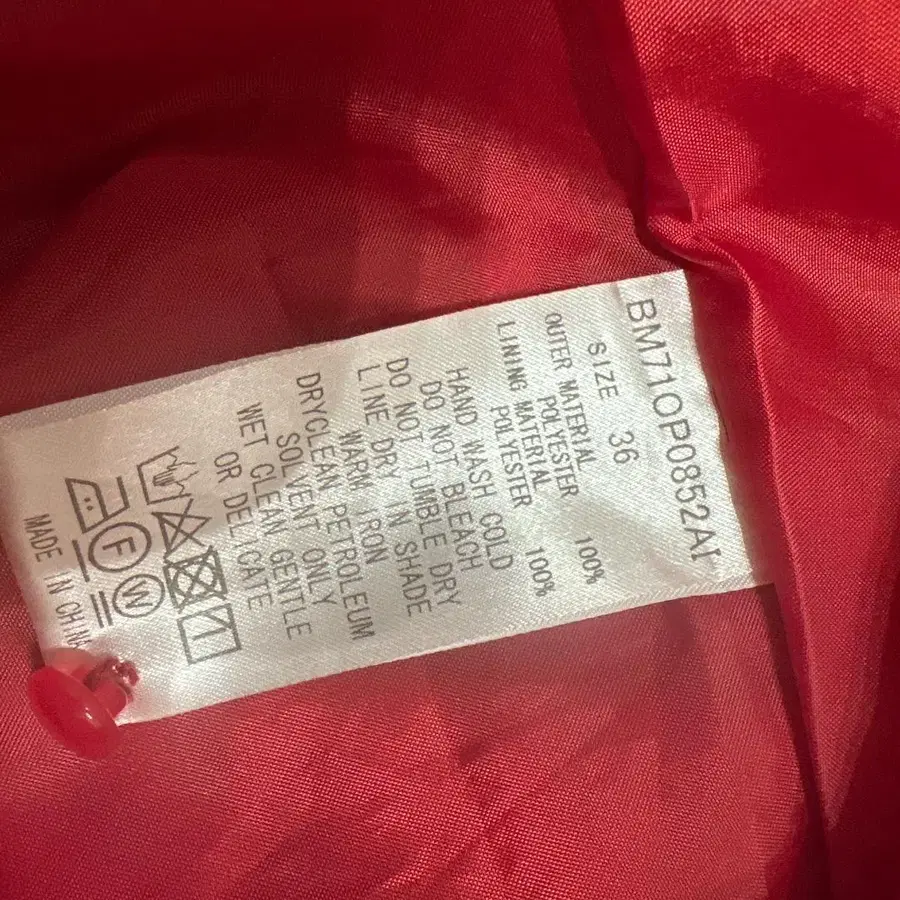 BM71OP0852AI
SIZE 36
OUTER MATERIAL
POLYESTER 100%
LINING MATERIAL
POLYESTER 100%
HAND WASH COLD
DO NOT BLEACH
DO NOT TUMBLE DRY
LINE DRY IN SHADE
WARM IRON
DRYCLEAN PETROLEUM
SOLVENT ONLY
WET CLEAN GENTLE
OR DELICATE
F W
MADE IN CHINA